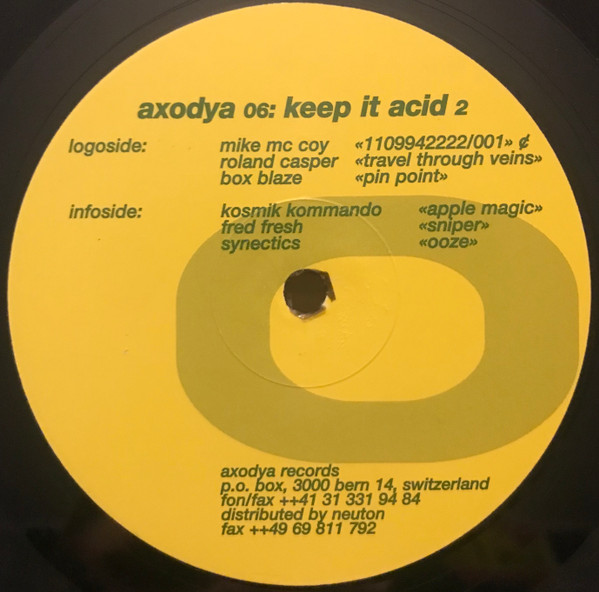 axodya 06: keep it acid 2
logoside: mike mc coy «1109942222/001» ¢
roland casper «travel through veins»
box blaze «pin point»
infoside: kosmik kommando «apple magic»
fred fresh «sniper»
synectics «ooze»
axodya records
p.o. box, 3000 bern 14, switzerland
fon/fax ++41 31 331 94 84
distributed by neuton
fax ++49 69 811 792